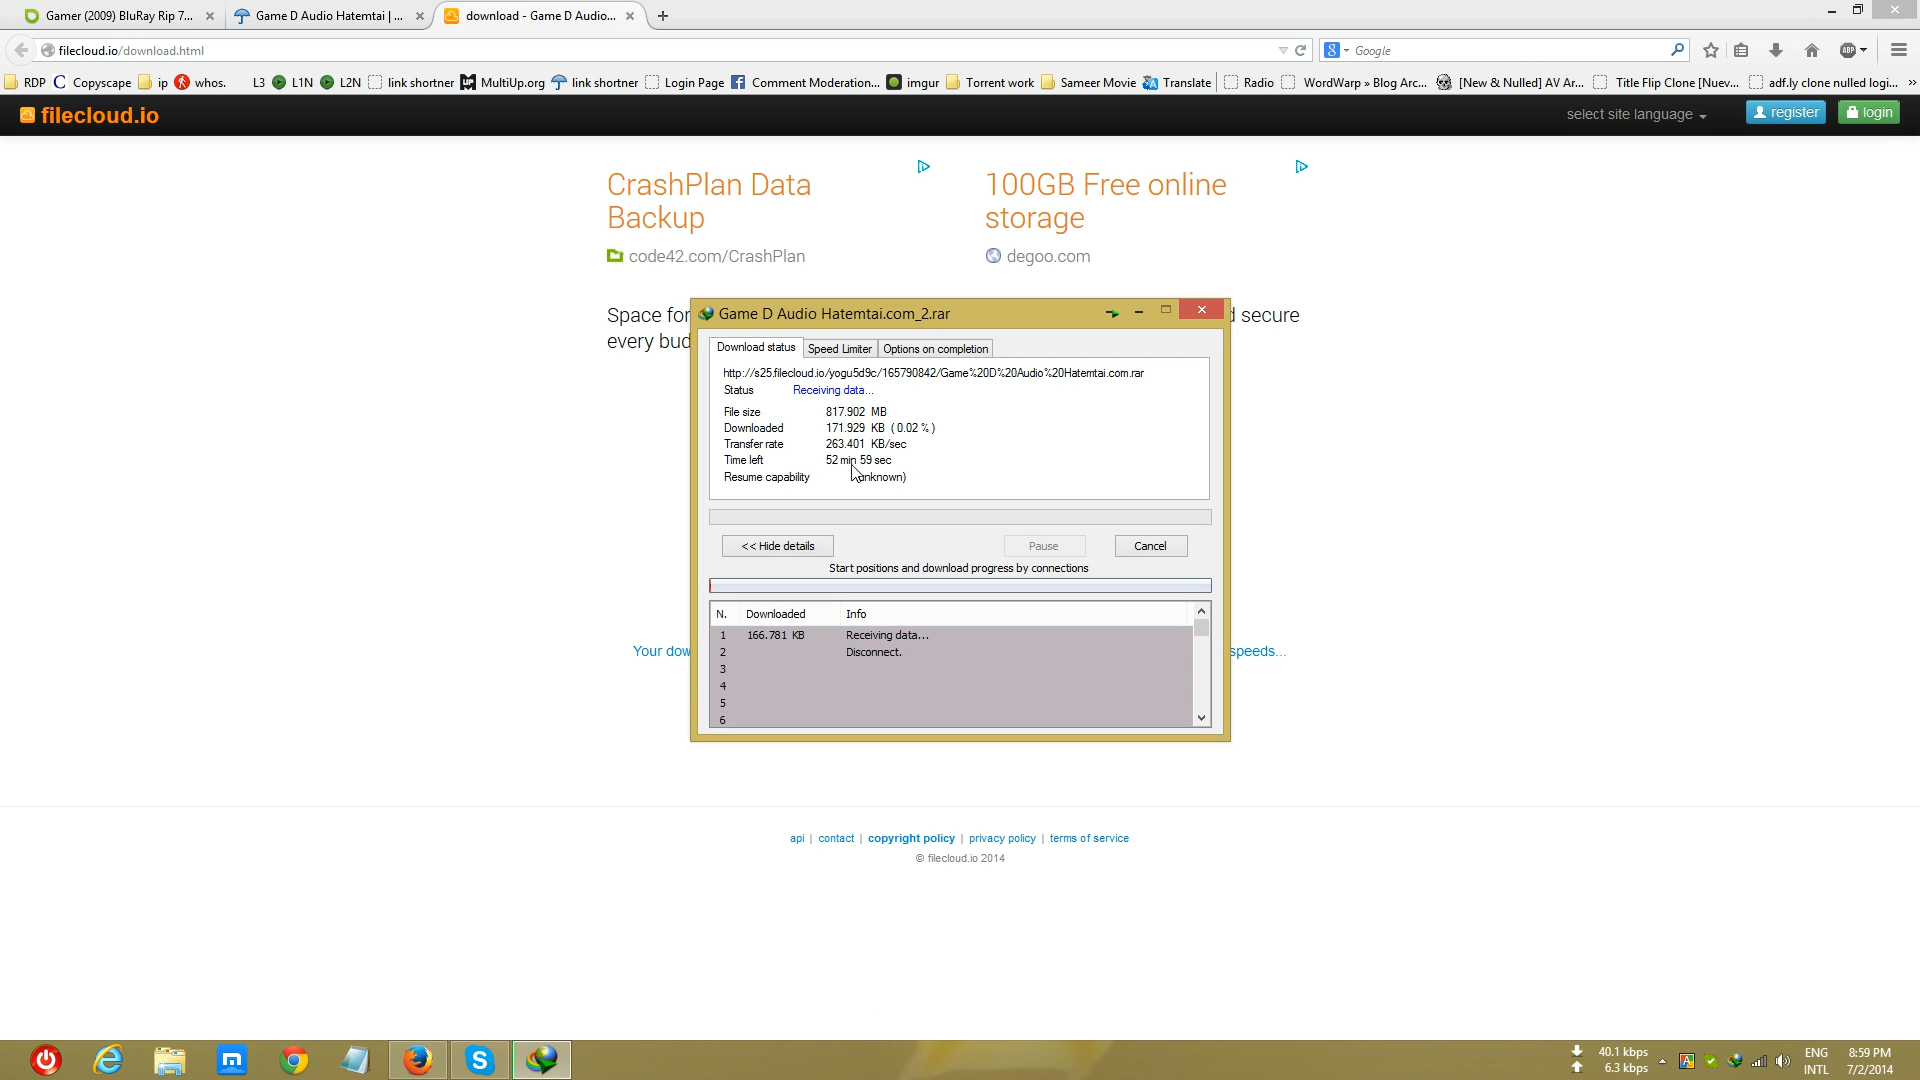 Gamer (2009) BluRay Rip 7...
Game D Audio Hatemtai | ...
download - Game D Audio...
filecloud.io/download.html
Google
RDP Copyscape ip whos. L3 L1N L2N link shortner MultiUp.org link shortner Login Page Comment Moderation... imgur Torrent work Sameer Movie Translate Radio WordWarp » Blog Arc... [New & Nulled] AV Ar... Title Flip Clone [Nuev... adf.ly clone nulled logi... »
filecloud.io
select site language
register
login
CrashPlan Data
Backup
code42.com/CrashPlan
100GB Free online
storage
degoo.com
Space for
secure
every bud
Game D Audio Hatemtai.com_2.rar
Download status Speed Limiter Options on completion
http://s25.filecloud.io/yogu5d9c/165790842/Game%20D%20Audio%20Hatemtai.com.rar
Status Receiving data...
File size 817.902 MB
Downloaded 171.929 KB ( 0.02 % )
Transfer rate 263.401 KB/sec
Time left 52 min 59 sec
Resume capability unknown)
<< Hide details Pause Cancel
Start positions and download progress by connections
N. Downloaded Info
1 166.781 KB Receiving data...
2 Disconnect.
3
4
5
6
Your dow
speeds...
api | contact | copyright policy | privacy policy | terms of service
© filecloud.io 2014
40.1 kbps
6.3 kbps
ENG
INTL
8:59 PM
7/2/2014